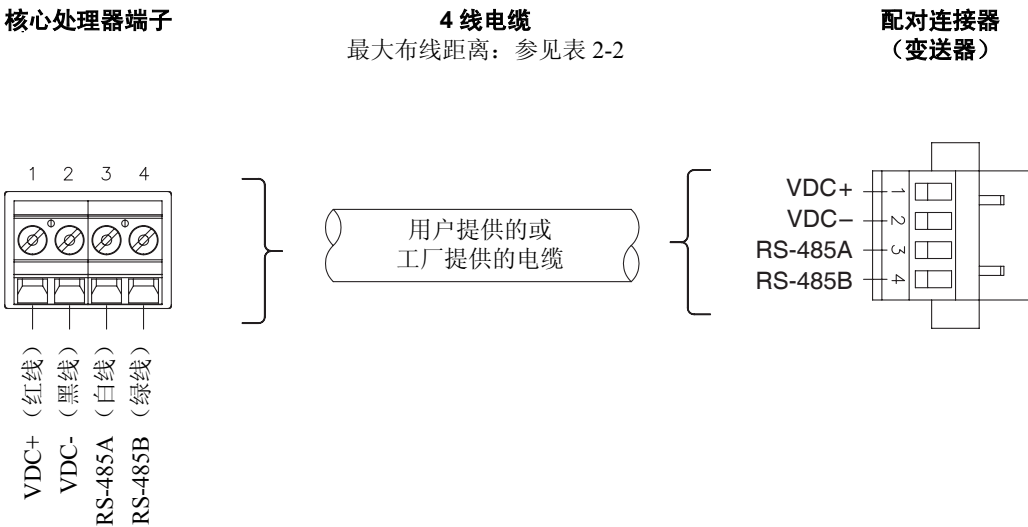 核心处理器端子
4 线电缆
最大布线距离：参见表 2-2
配对连接器
（变送器）
1 2 3 4
VDC+（红线）
VDC-（黑线）
RS-485A（白线）
RS-485B（绿线）
用户提供的或
工厂提供的电缆
VDC+ 1
VDC− 2
RS-485A 3
RS-485B 4